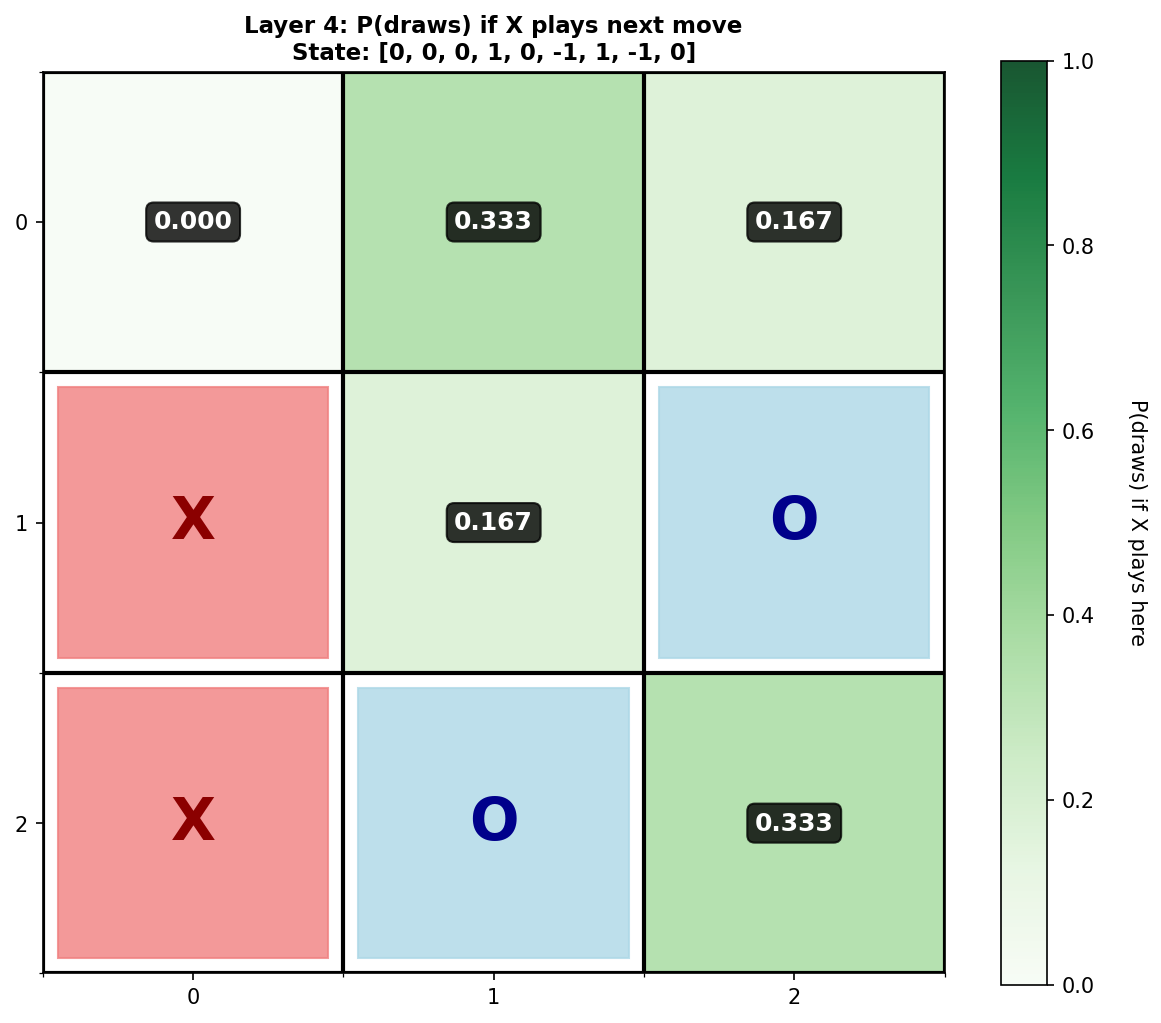 Layer 4: P(draws) if X plays next move
State: [0, 0, 0, 1, 0, -1, 1, -1, 0]
0
0.000
0.333
0.167
1
X
0.167
O
2
X
O
0.333
0
1
2
1.0
0.8
0.6
0.4
0.2
0.0
P(draws) if X plays here